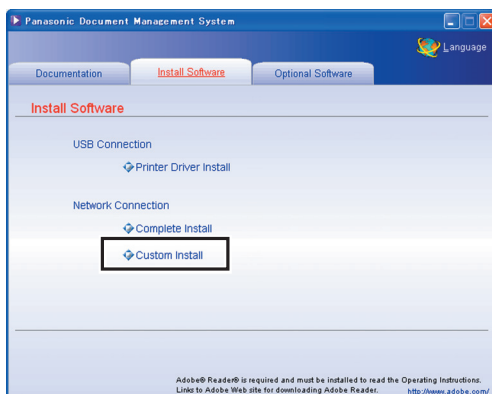 Panasonic Document Management System
Language
Documentation
Install Software
Optional Software
Install Software
USB Connection
Printer Driver Install
Network Connection
Complete Install
Custom Install
Adobe® Reader® is required and must be installed to read the Operating Instructions.
Links to Adobe Web site for downloading Adobe Reader. http://www.adobe.com/